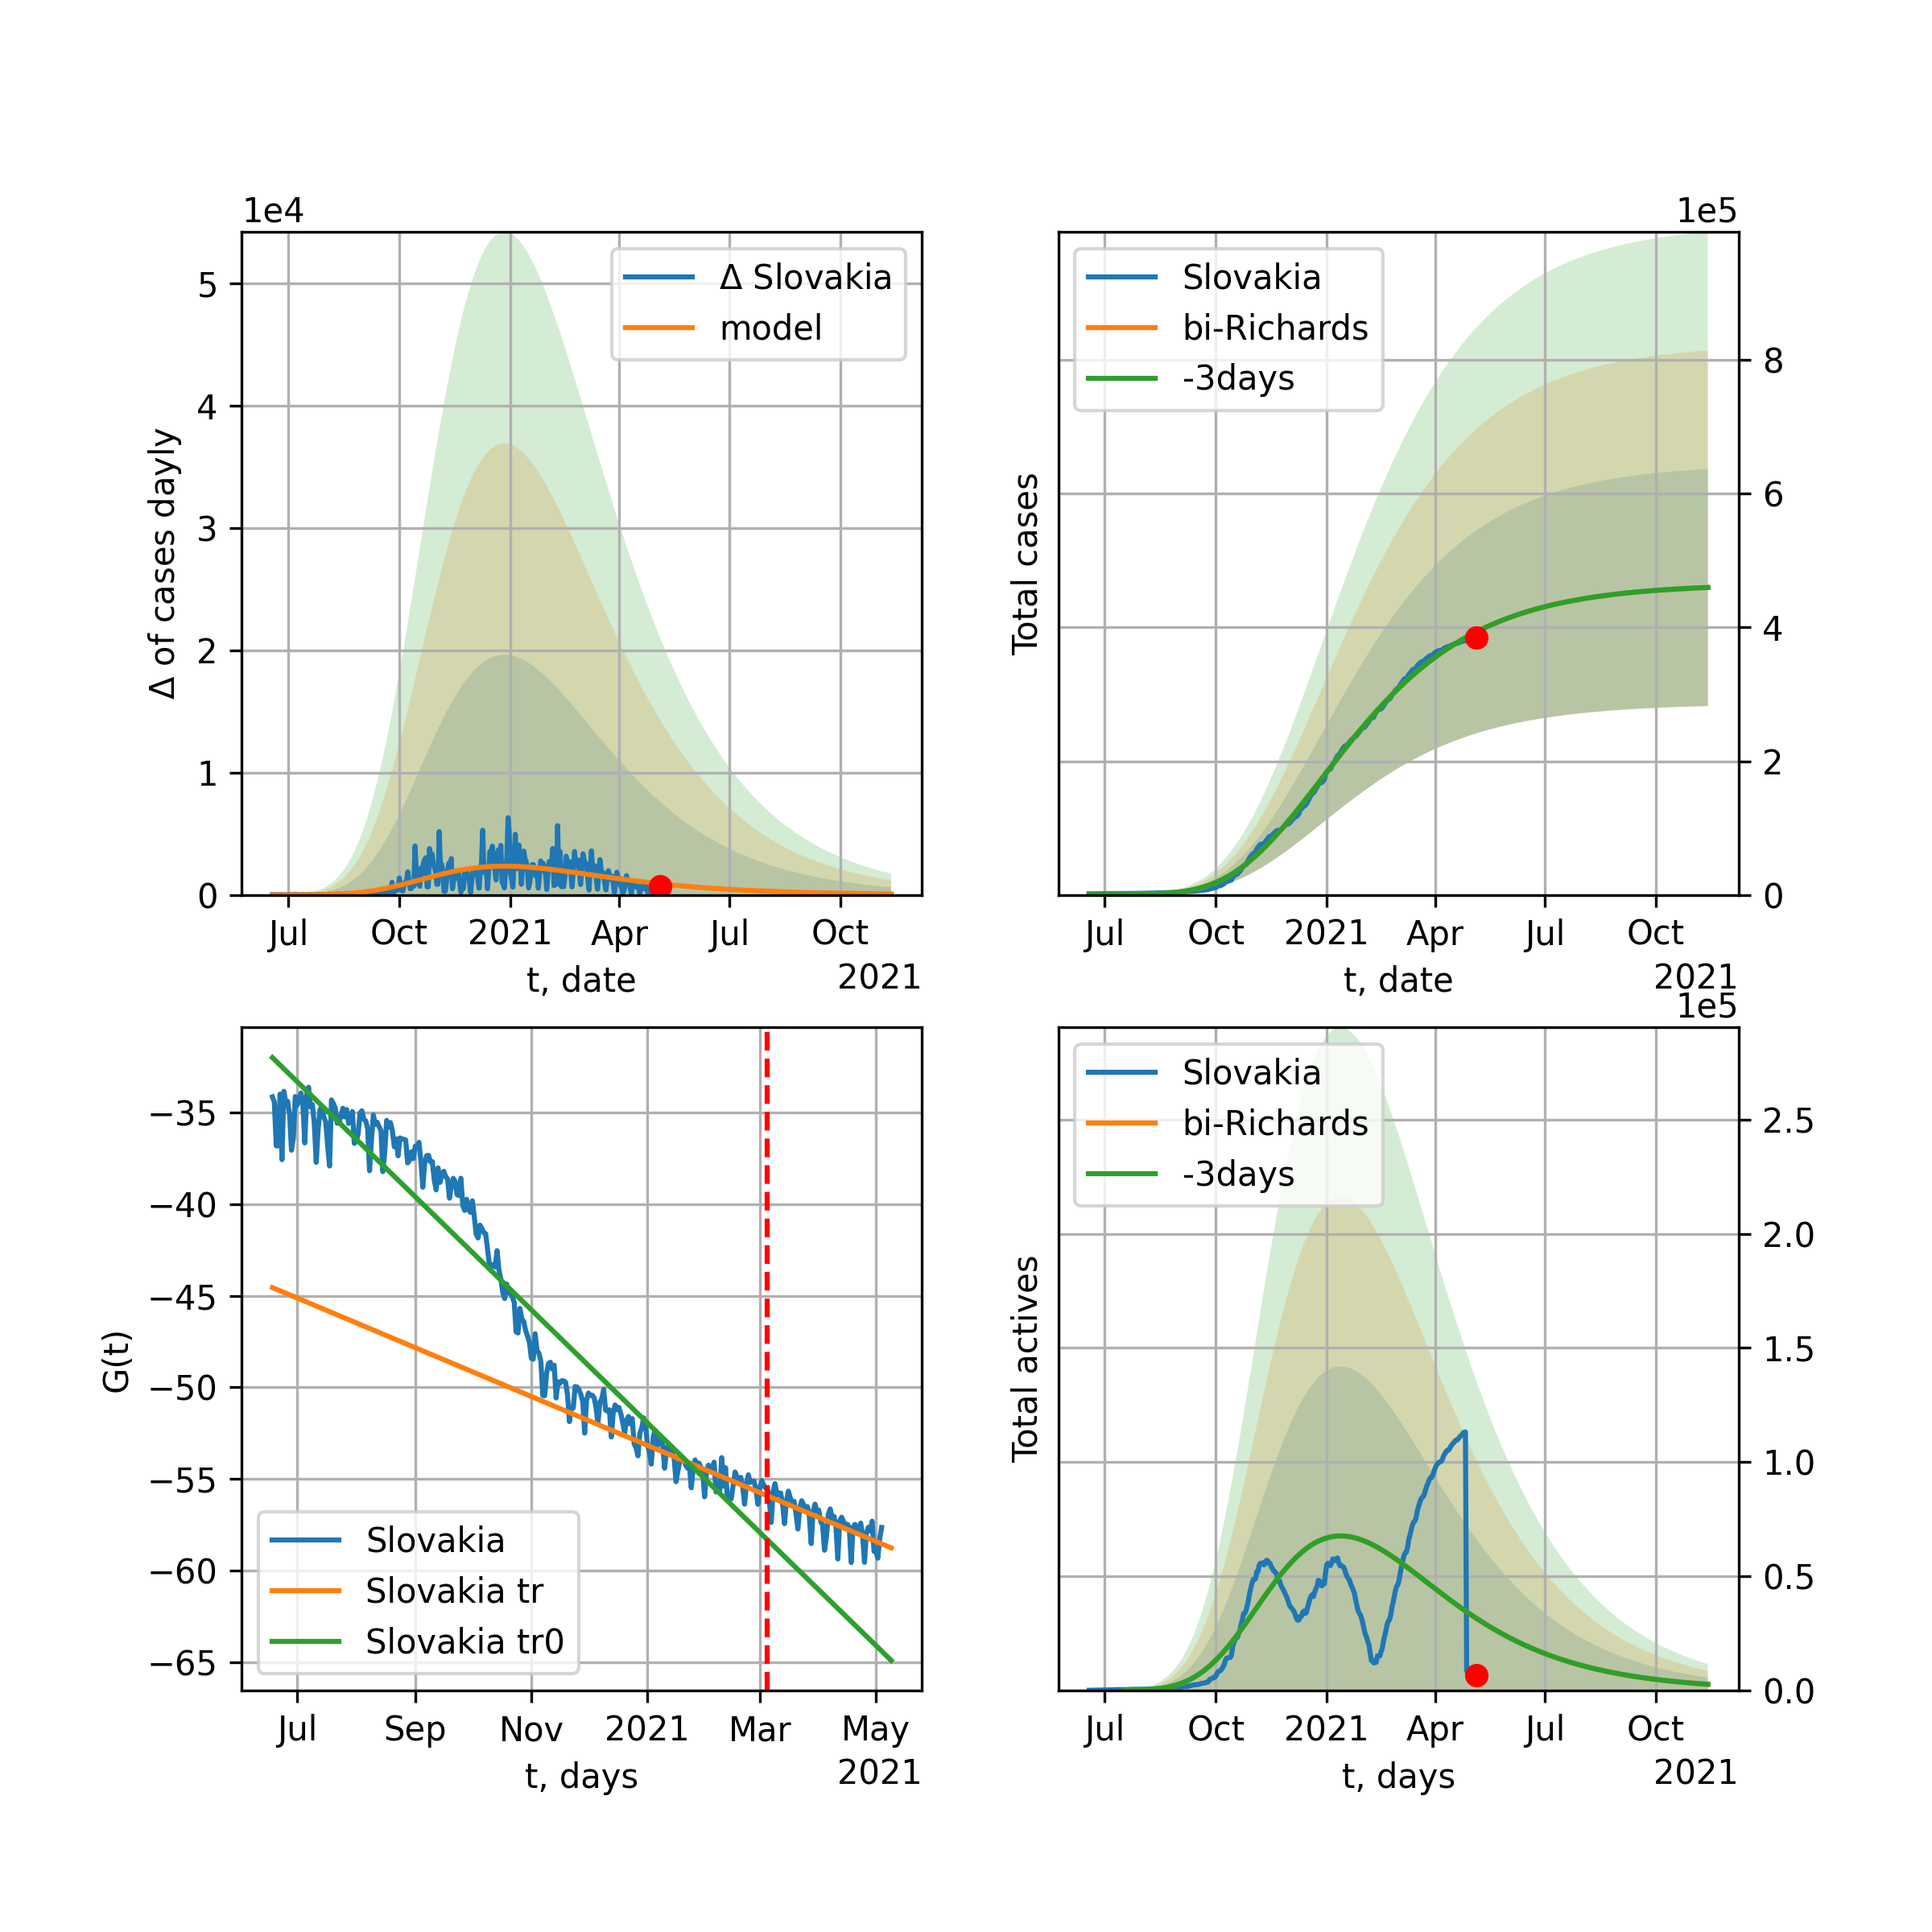 1e4
Δ of cases dayly
5
4
3
2
1
0
Δ Slovakia
model
Jul
Oct
2021
Apr
Jul
Oct
t, date
2021
1e5
Total cases
Slovakia
bi-Richards
-3days
8
6
4
2
0
Jul
Oct
2021
Apr
Jul
Oct
t, date
2021
G(t)
−35
−40
−45
−50
−55
−60
−65
Slovakia
Slovakia tr
Slovakia tr0
Jul
Sep
Nov
2021
Mar
May
t, days
2021
1e5
Total actives
Slovakia
bi-Richards
-3days
2.5
2.0
1.5
1.0
0.5
0.0
Jul
Oct
2021
Apr
Jul
Oct
t, days
2021